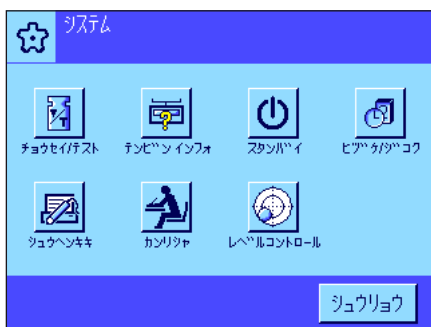 システム
チョウセイ/テスト
テンビン インフォ
スタンバイ
ヒヅケ/ジコク
シュウヘンキキ
カンリシャ
レベルコントロール
シュウリョウ